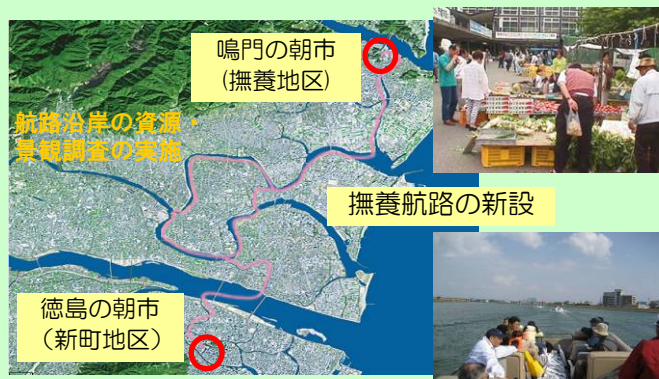 鳴門の朝市
(撫養地区)
航路沿岸の資源・
景観調査の実施
撫養航路の新設
徳島の朝市
（新町地区）